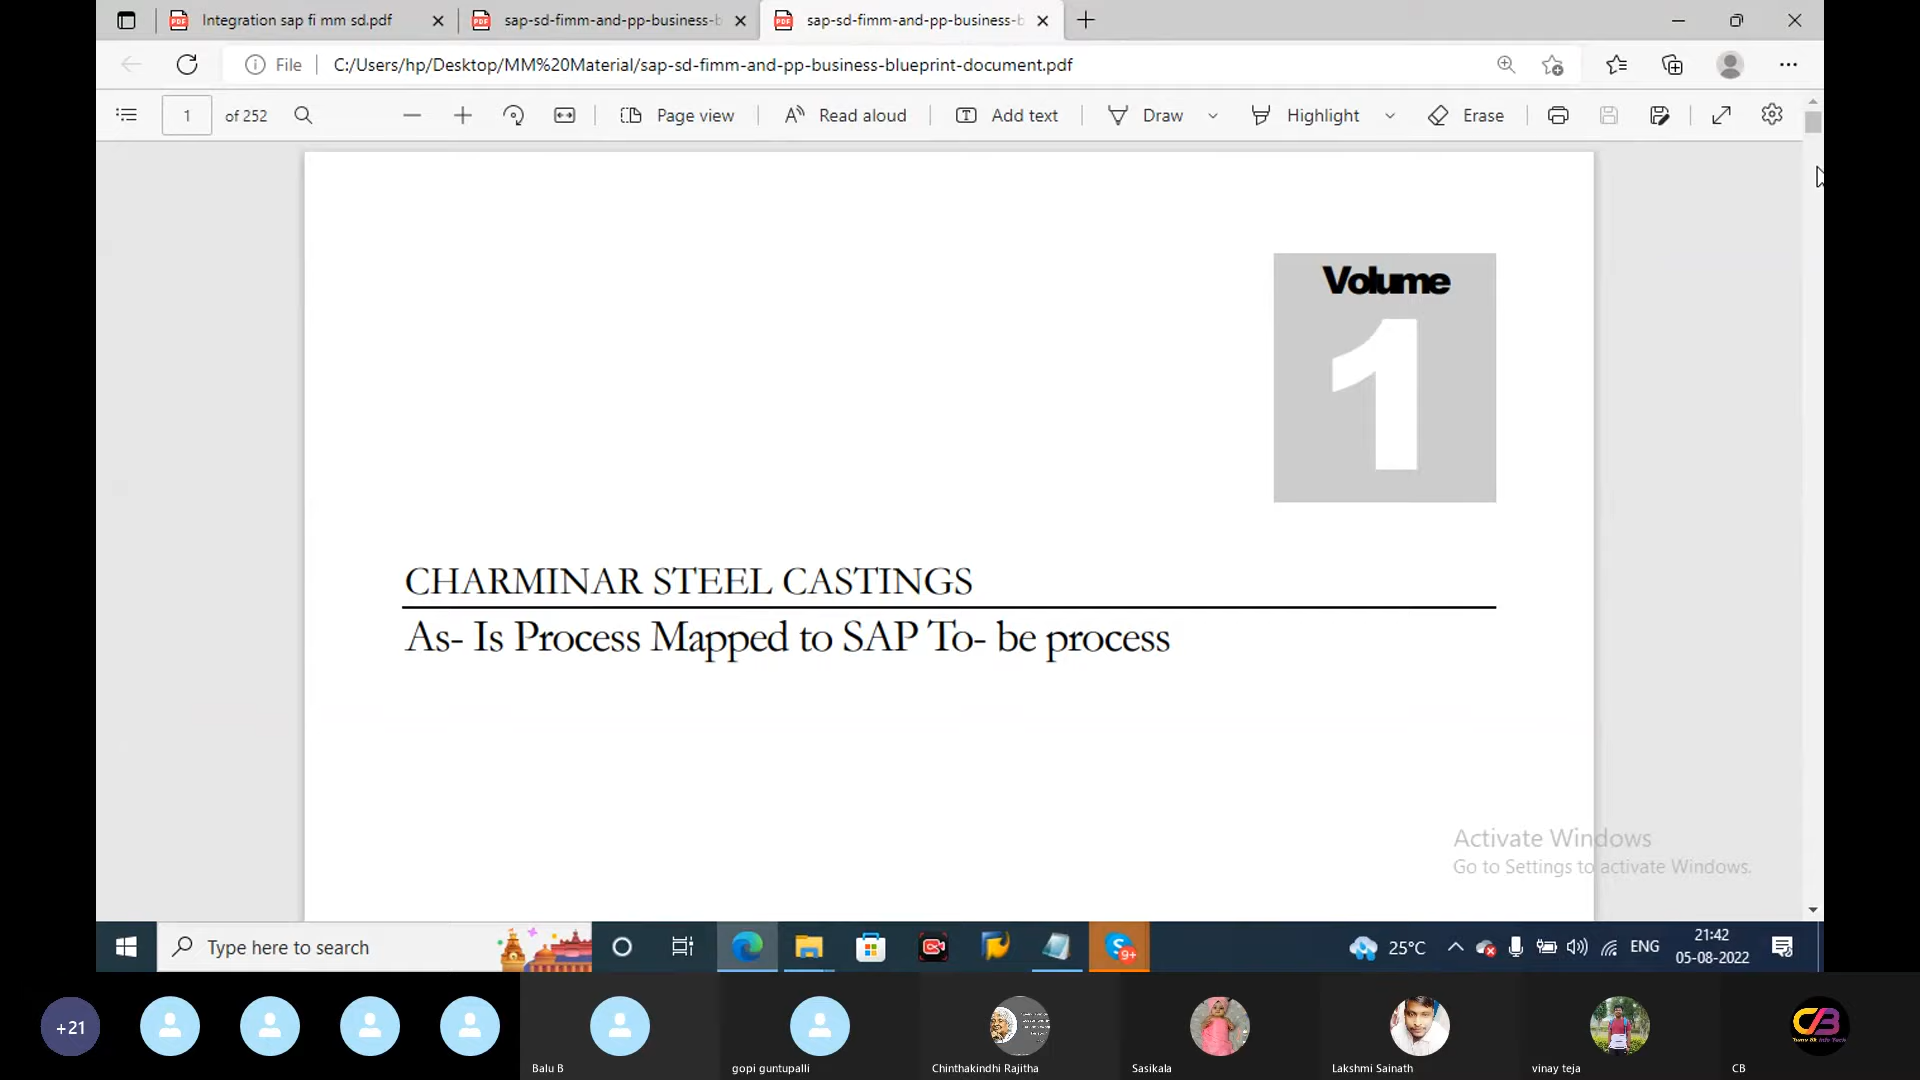 Integration sap fi mm sd.pdf
sap-sd-fimm-and-pp-business-b
sap-sd-fimm-and-pp-business-b
File
C:/Users/hp/Desktop/MM%20Material/sap-sd-fimm-and-pp-business-blueprint-document.pdf
1 of 252
Page view
Read aloud
Add text
Draw
Highlight
Erase
Volume
1
CHARMINAR STEEL CASTINGS
As- Is Process Mapped to SAP To- be process
Activate Windows
Go to Settings to activate Windows.
Type here to search
9+
25°C
ENG
21:42
05-08-2022
+21
Balu B
gopi guntupalli
Chinthakindhi Rajitha
Sasikala
Lakshmi Sainath
vinay teja
CB